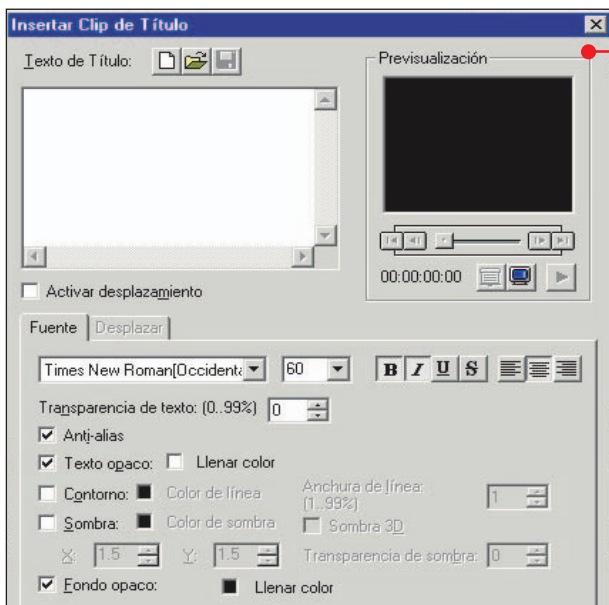 Insertar Clip de Título
Texto de Título:
Previsualización
00:00:00:00
Activar desplazamiento
Fuente Desplazar
Times New Roman[Occidenta 60 B I U S
Transparencia de texto: (0..99%) 0
Anti-alias
Texto opaco: Llenar color
Contorno: Color de línea Anchura de línea: (1..99%) 1
Sombra: Color de sombra Sombra 3D
X: 1.5 Y: 1.5 Transparencia de sombra: 0
Fondo opaco: Llenar color